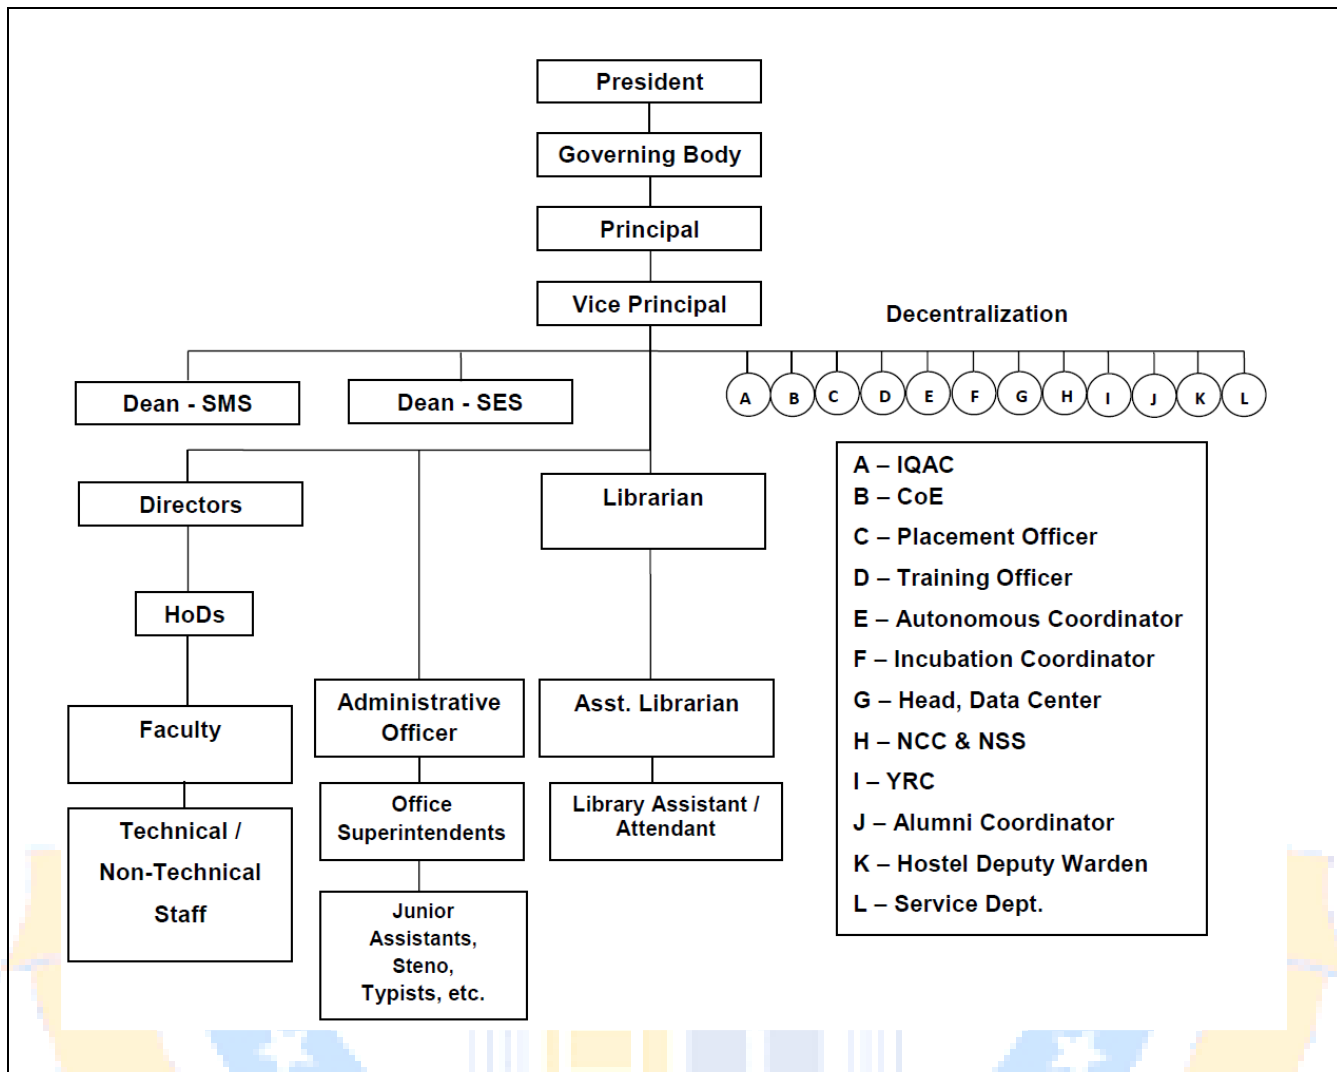 President
Governing Body
Principal
Vice Principal
Decentralization
Dean - SMS
Dean - SES
A
B
C
D
E
F
G
H
I
J
K
L
Directors
Librarian
HoDs
Faculty
Administrative
Officer
Asst. Librarian
Technical /
Non-Technical
Staff
Office
Superintendents
Library Assistant /
Attendant
Junior
Assistants,
Steno,
Typists, etc.
A – IQAC
B – CoE
C – Placement Officer
D – Training Officer
E – Autonomous Coordinator
F – Incubation Coordinator
G – Head, Data Center
H – NCC & NSS
I – YRC
J – Alumni Coordinator
K – Hostel Deputy Warden
L – Service Dept.